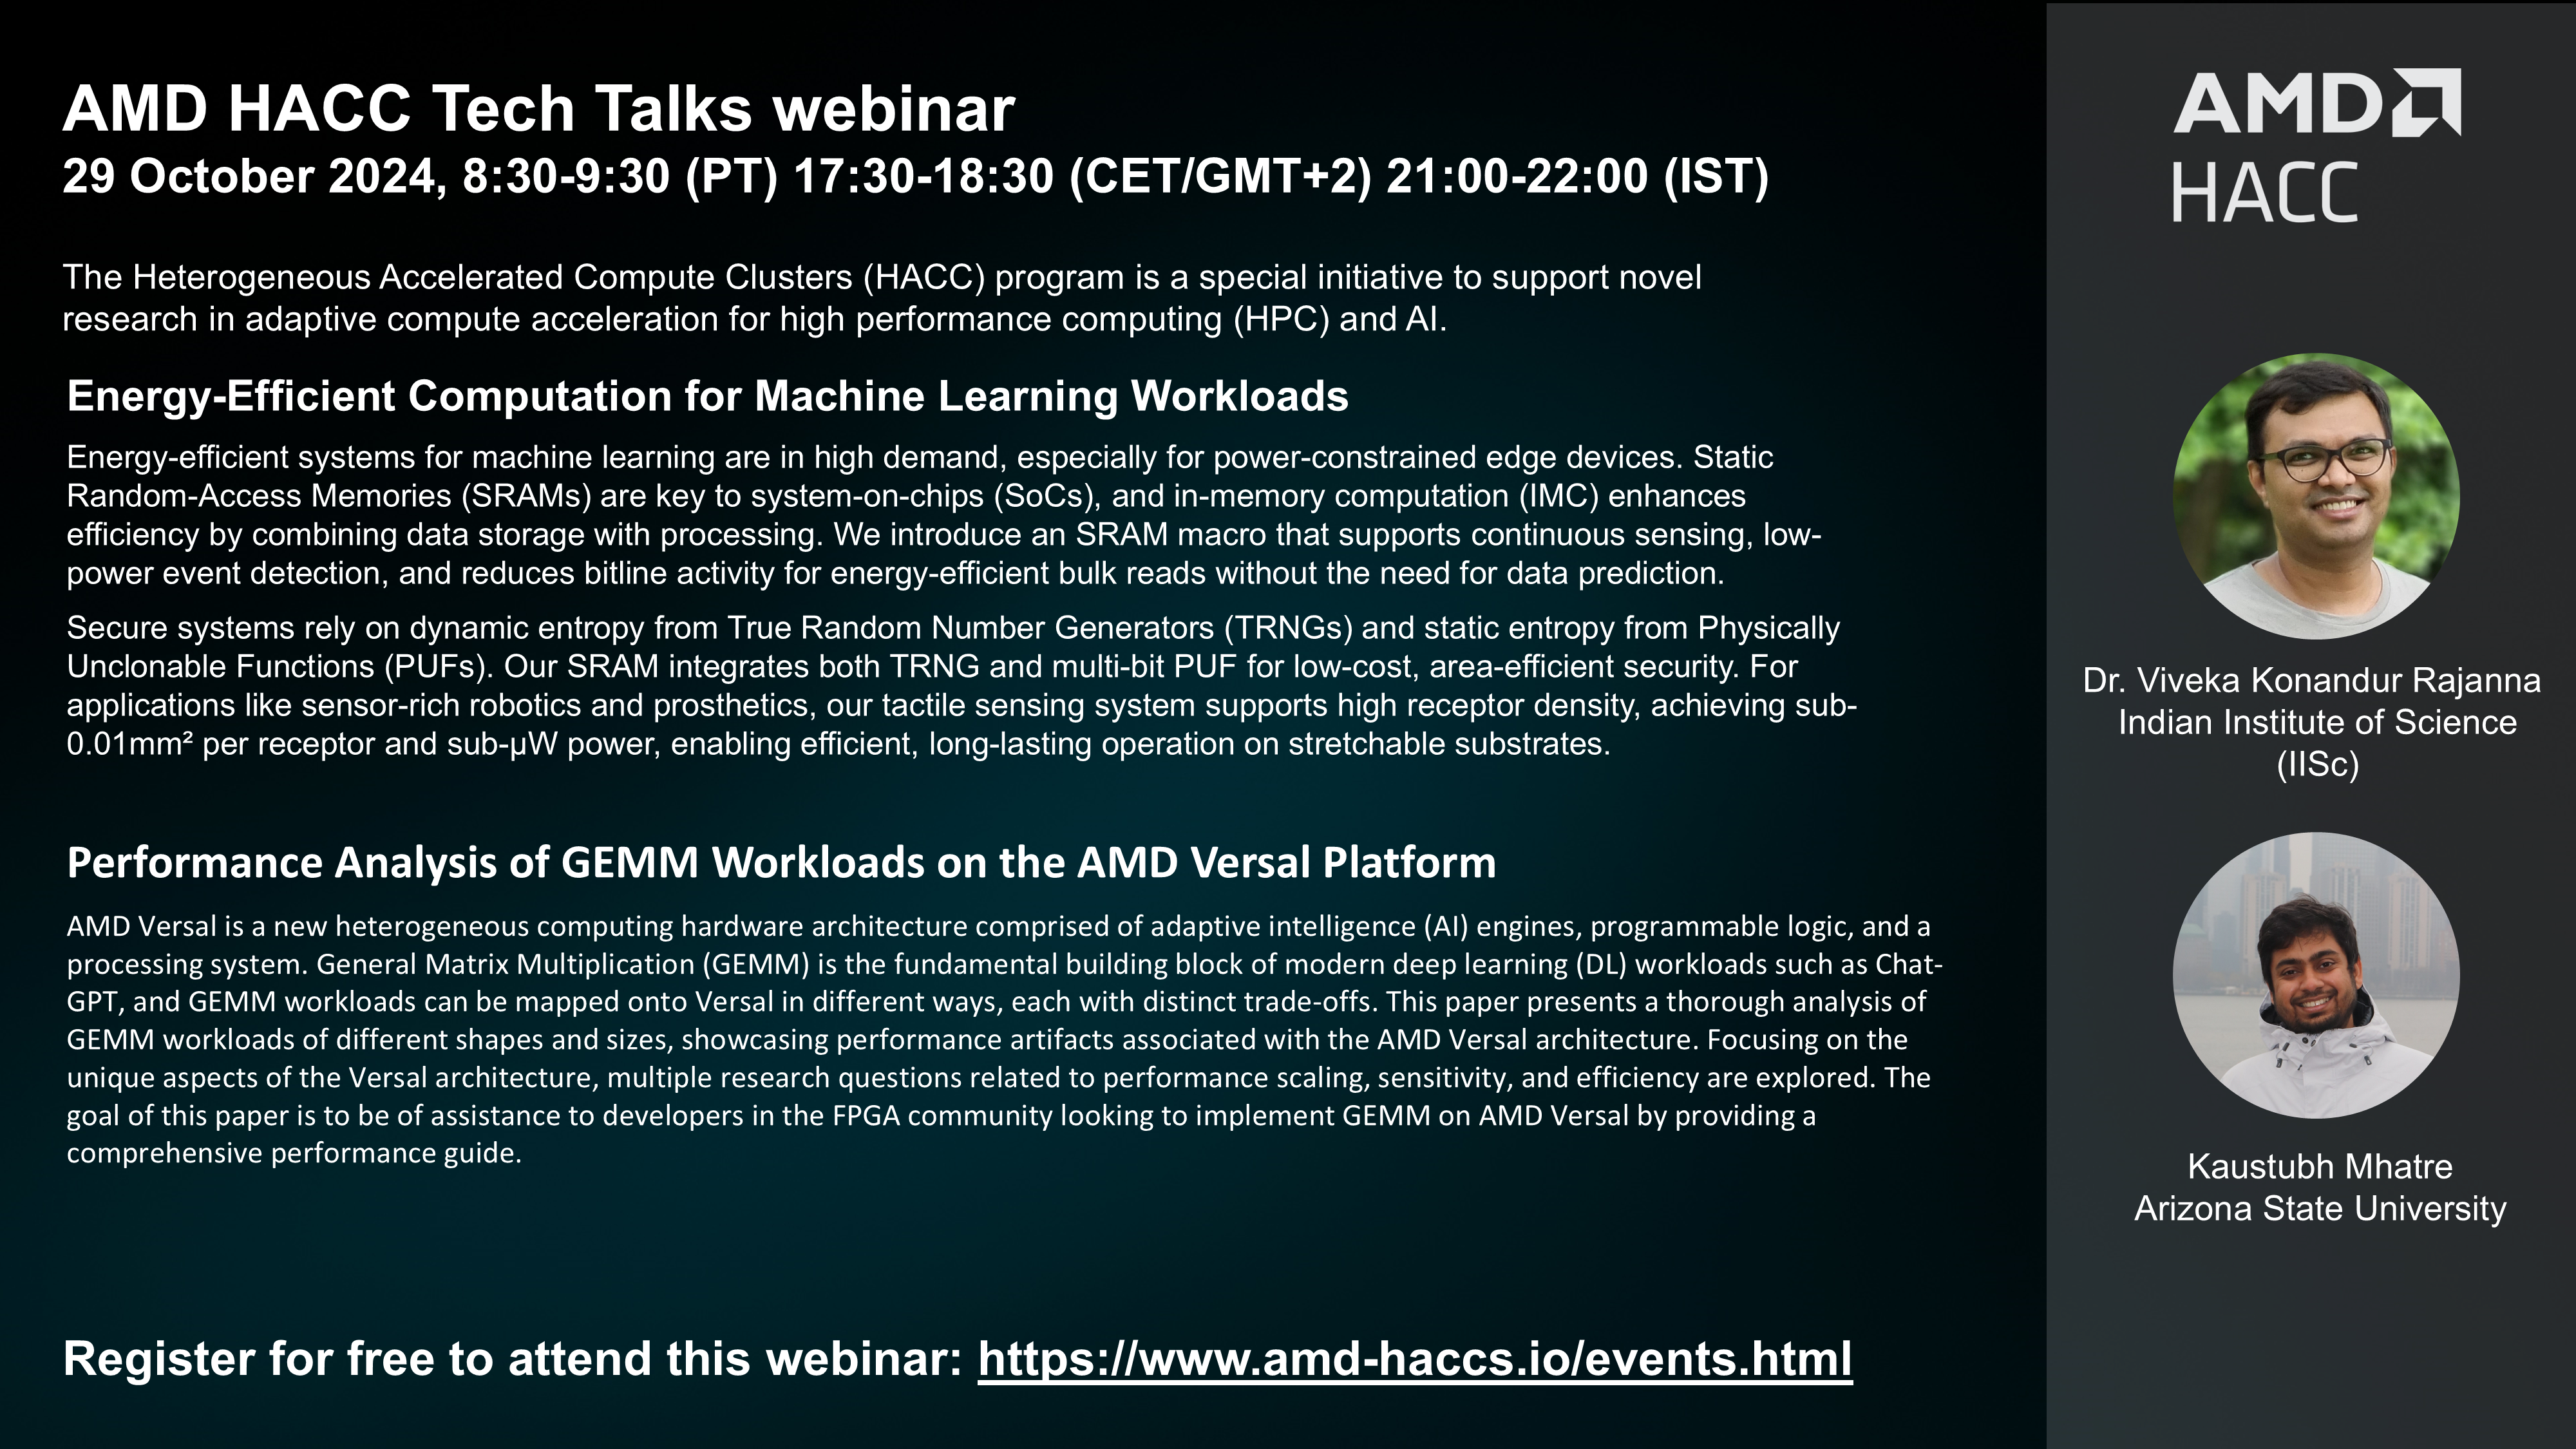 AMD HACC Tech Talks webinar
29 October 2024, 8:30-9:30 (PT) 17:30-18:30 (CET/GMT+2) 21:00-22:00 (IST)
The Heterogeneous Accelerated Compute Clusters (HACC) program is a special initiative to support novel
research in adaptive compute acceleration for high performance computing (HPC) and AI.
Energy-Efficient Computation for Machine Learning Workloads
Energy-efficient systems for machine learning are in high demand, especially for power-constrained edge devices. Static
Random-Access Memories (SRAMs) are key to system-on-chips (SoCs), and in-memory computation (IMC) enhances
efficiency by combining data storage with processing. We introduce an SRAM macro that supports continuous sensing, low-
power event detection, and reduces bitline activity for energy-efficient bulk reads without the need for data prediction.
Secure systems rely on dynamic entropy from True Random Number Generators (TRNGs) and static entropy from Physically
Unclonable Functions (PUFs). Our SRAM integrates both TRNG and multi-bit PUF for low-cost, area-efficient security. For
applications like sensor-rich robotics and prosthetics, our tactile sensing system supports high receptor density, achieving sub-
0.01mm² per receptor and sub-μW power, enabling efficient, long-lasting operation on stretchable substrates.
Performance Analysis of GEMM Workloads on the AMD Versal Platform
AMD Versal is a new heterogeneous computing hardware architecture comprised of adaptive intelligence (AI) engines, programmable logic, and a
processing system. General Matrix Multiplication (GEMM) is the fundamental building block of modern deep learning (DL) workloads such as Chat-
GPT, and GEMM workloads can be mapped onto Versal in different ways, each with distinct trade-offs. This paper presents a thorough analysis of
GEMM workloads of different shapes and sizes, showcasing performance artifacts associated with the AMD Versal architecture. Focusing on the
unique aspects of the Versal architecture, multiple research questions related to performance scaling, sensitivity, and efficiency are explored. The
goal of this paper is to be of assistance to developers in the FPGA community looking to implement GEMM on AMD Versal by providing a
comprehensive performance guide.
Register for free to attend this webinar: https://www.amd-haccs.io/events.html
AMD
HACC
Dr. Viveka Konandur Rajanna
Indian Institute of Science
(IISc)
Kaustubh Mhatre
Arizona State University